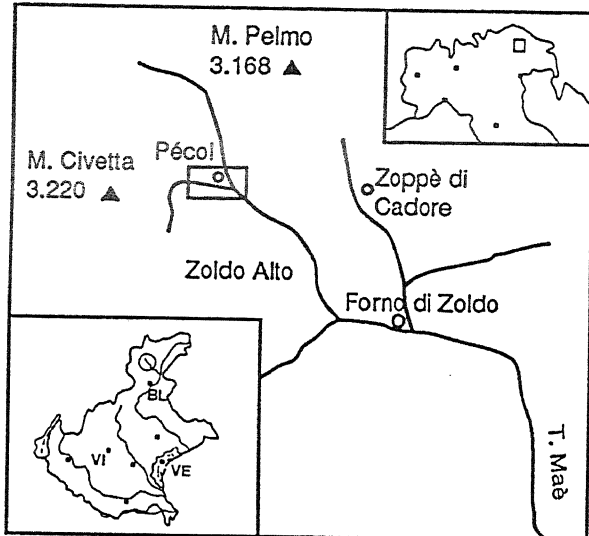 M. Pelmo
3.168
M. Civetta
3.220
Pécol
Zoppè di
Cadore
Zoldo Alto
Forno di Zoldo
T. Maè
BL
VI
VE